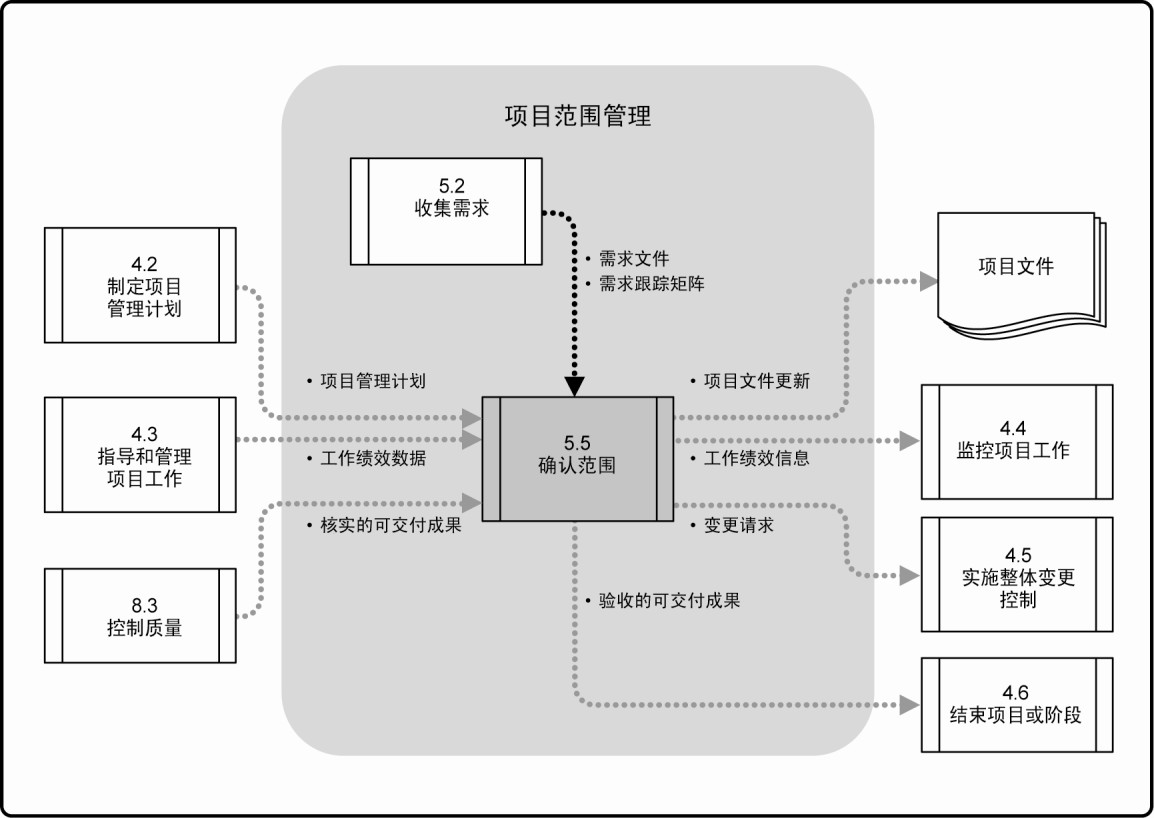 项目范围管理
5.2
收集需求
• 需求文件
• 需求跟踪矩阵
4.2
制定项目
管理计划
4.3
指导和管理
项目工作
8.3
控制质量
• 项目管理计划
• 工作绩效数据
• 核实的可交付成果
5.5
确认范围
• 项目文件更新
• 工作绩效信息
• 变更请求
• 验收的可交付成果
项目文件
4.4
监控项目工作
4.5
实施整体变更
控制
4.6
结束项目或阶段